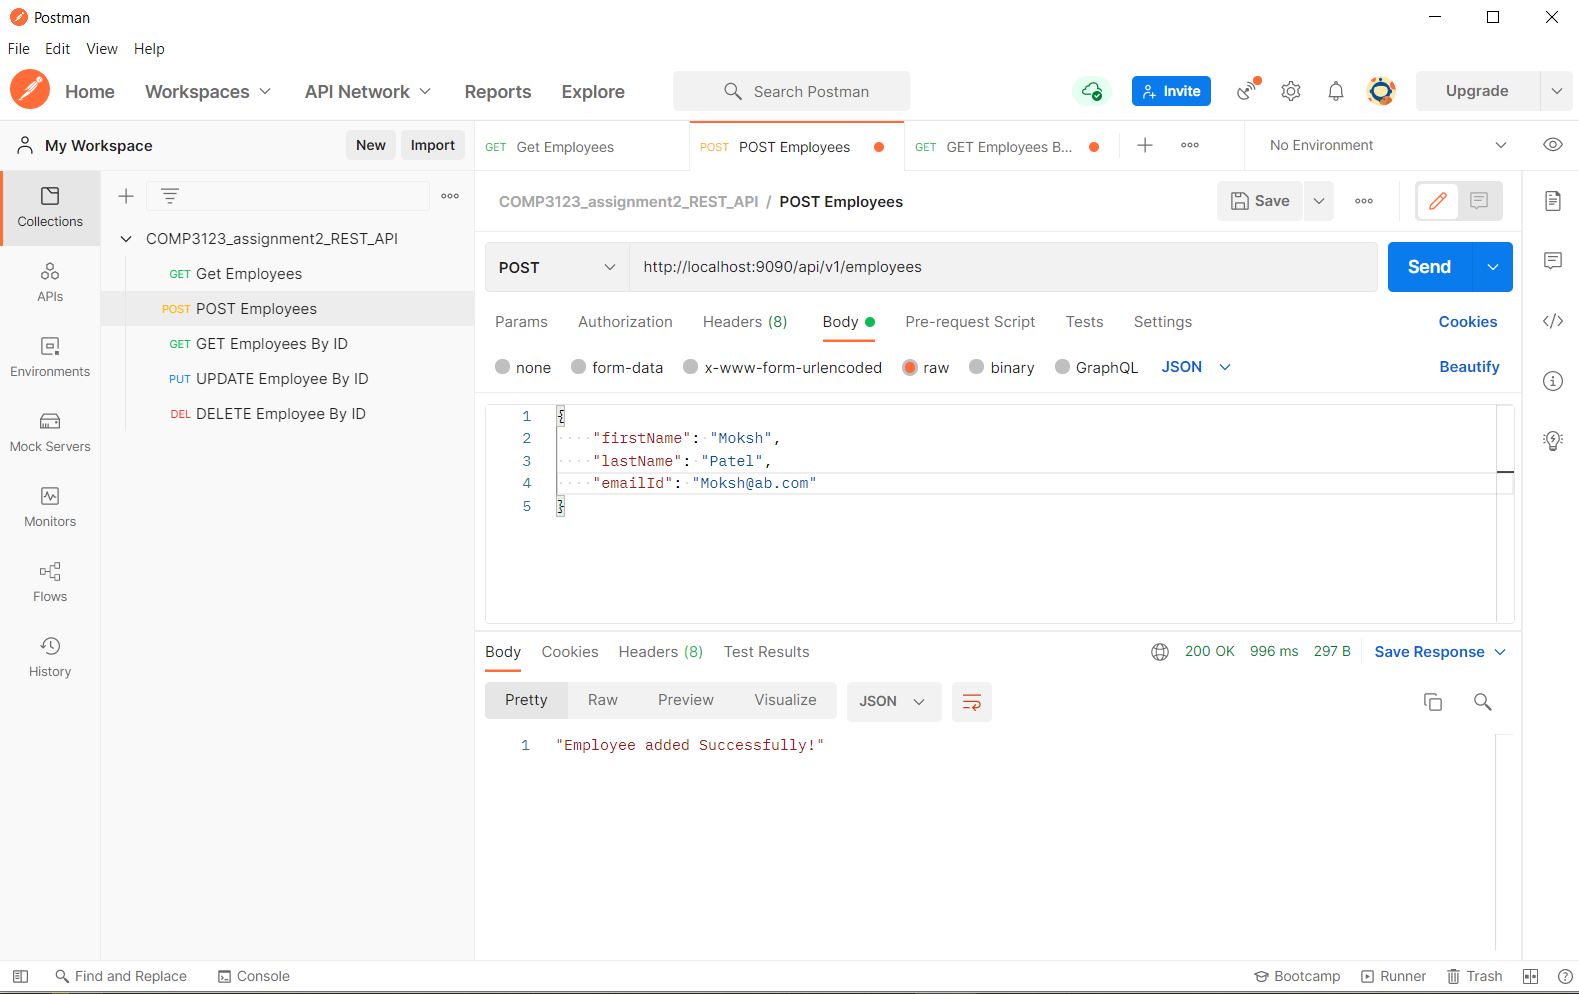 Postman
File Edit View Help
Home Workspaces API Network Reports Explore Search Postman Invite Upgrade
My Workspace New Import
GET Get Employees POST POST Employees GET GET Employees B... No Environment
Collections
APIs
Environments
Mock Servers
Monitors
Flows
History
COMP3123_assignment2_REST_API
GET Get Employees
POST POST Employees
GET GET Employees By ID
PUT UPDATE Employee By ID
DEL DELETE Employee By ID
COMP3123_assignment2_REST_API / POST Employees Save
POST http://localhost:9090/api/v1/employees Send
Params Authorization Headers (8) Body Pre-request Script Tests Settings Cookies
none form-data x-www-form-urlencoded raw binary GraphQL JSON Beautify
1 {
2 "firstName": "Moksh",
3 "lastName": "Patel",
4 "emailId": "Moksh@ab.com"
5 }
Body Cookies Headers (8) Test Results 200 OK 996 ms 297 B Save Response
Pretty Raw Preview Visualize JSON
1 "Employee added Successfully!"
Find and Replace Console Bootcamp Runner Trash